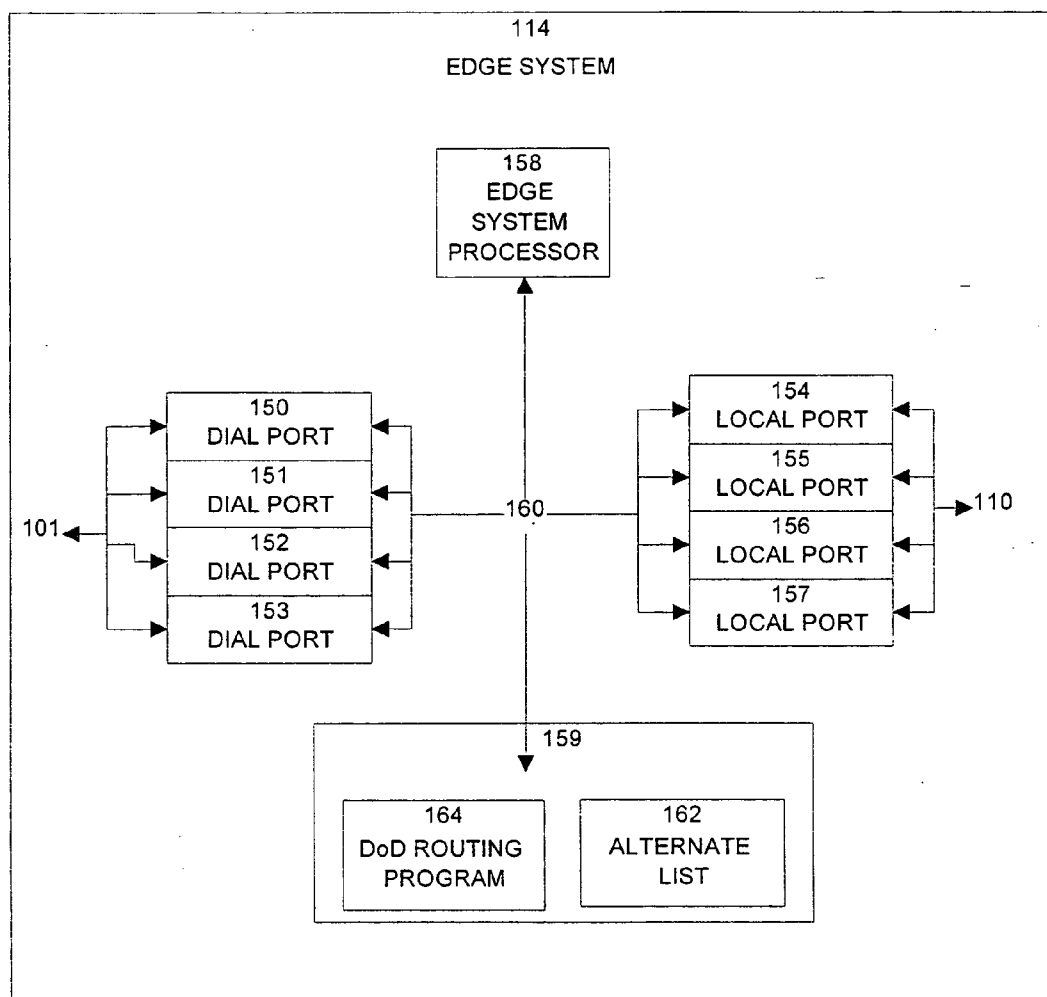 114
EDGE SYSTEM
158
EDGE
SYSTEM
PROCESSOR
150
DIAL PORT
151
DIAL PORT
152
DIAL PORT
153
DIAL PORT
101
160
154
LOCAL PORT
155
LOCAL PORT
156
LOCAL PORT
157
LOCAL PORT
110
159
164
DoD ROUTING
PROGRAM
162
ALTERNATE
LIST